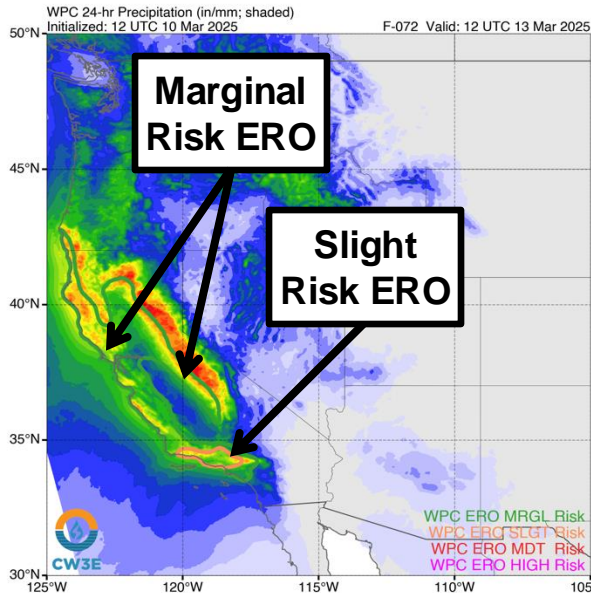 WPC 24-hr Precipitation (in/mm; shaded)
Initialized: 12 UTC 10 Mar 2025
F-072 Valid: 12 UTC 13 Mar 2025
50°N
Marginal
Risk ERO
45°N
Slight
Risk ERO
40°N
35°N
WPC ERO MRGL Risk
WPC ERO SLGT Risk
WPC ERO MDT Risk
WPC ERO HIGH Risk
CW3E
30°N
125°W
120°W
115°W
110°W
105°